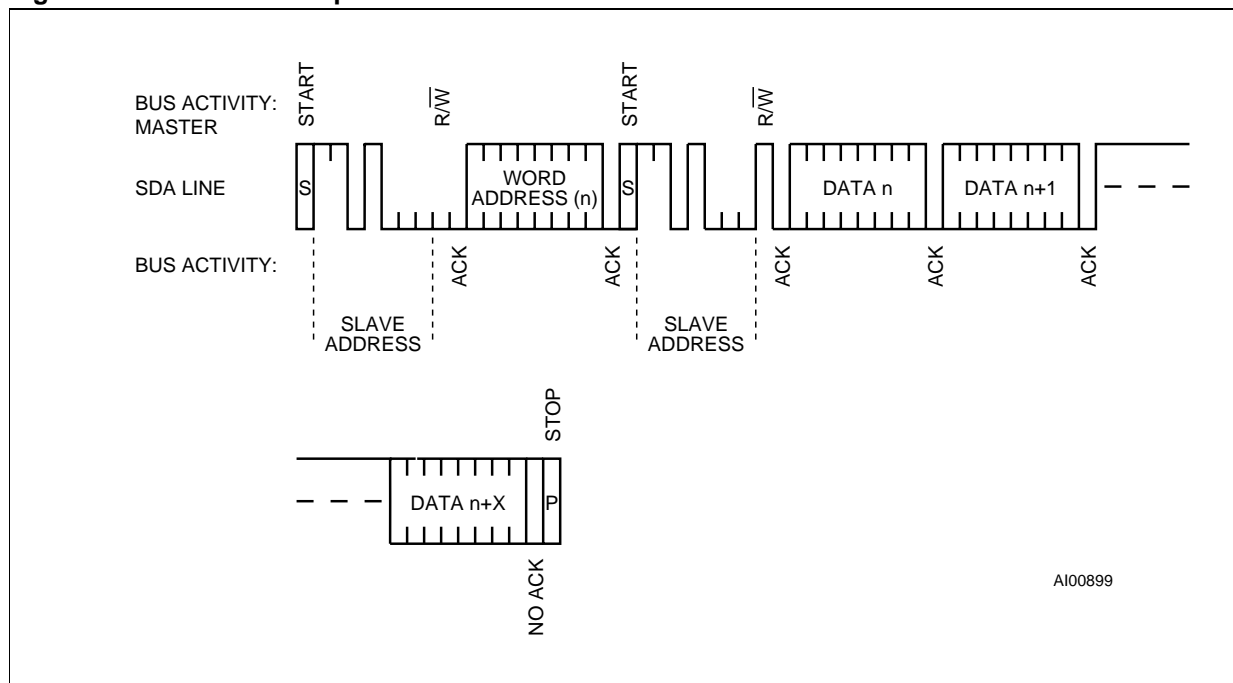 START
R/W
START
R/W
BUS ACTIVITY:
MASTER
SDA LINE
S
WORD
ADDRESS (n)
S
DATA n
DATA n+1
BUS ACTIVITY:
ACK
ACK
ACK
ACK
ACK
SLAVE
ADDRESS
SLAVE
ADDRESS
STOP
DATA n+X
P
NO ACK
AI00899